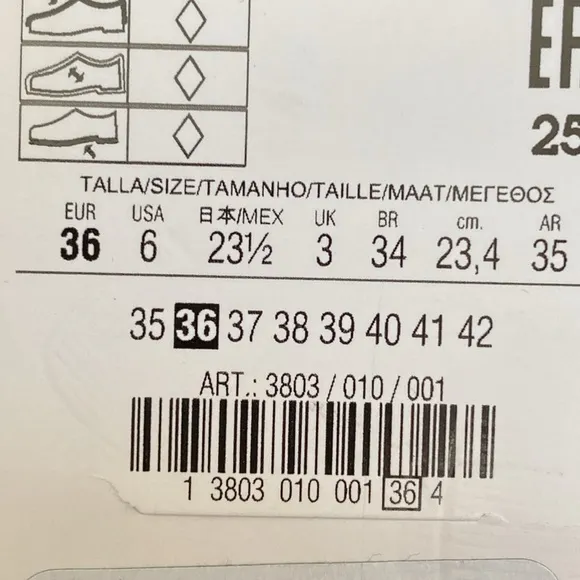 TALLA/SIZE/TAMANHO/TAILLE/MAAT/ΜΕΓΕΘΟΣ
EUR USA 日本/MEX UK BR cm. AR
36 6 23½ 3 34 23,4 35
35 36 37 38 39 40 41 42
ART.: 3803 / 010 / 001
1 3803 010 001 36 4